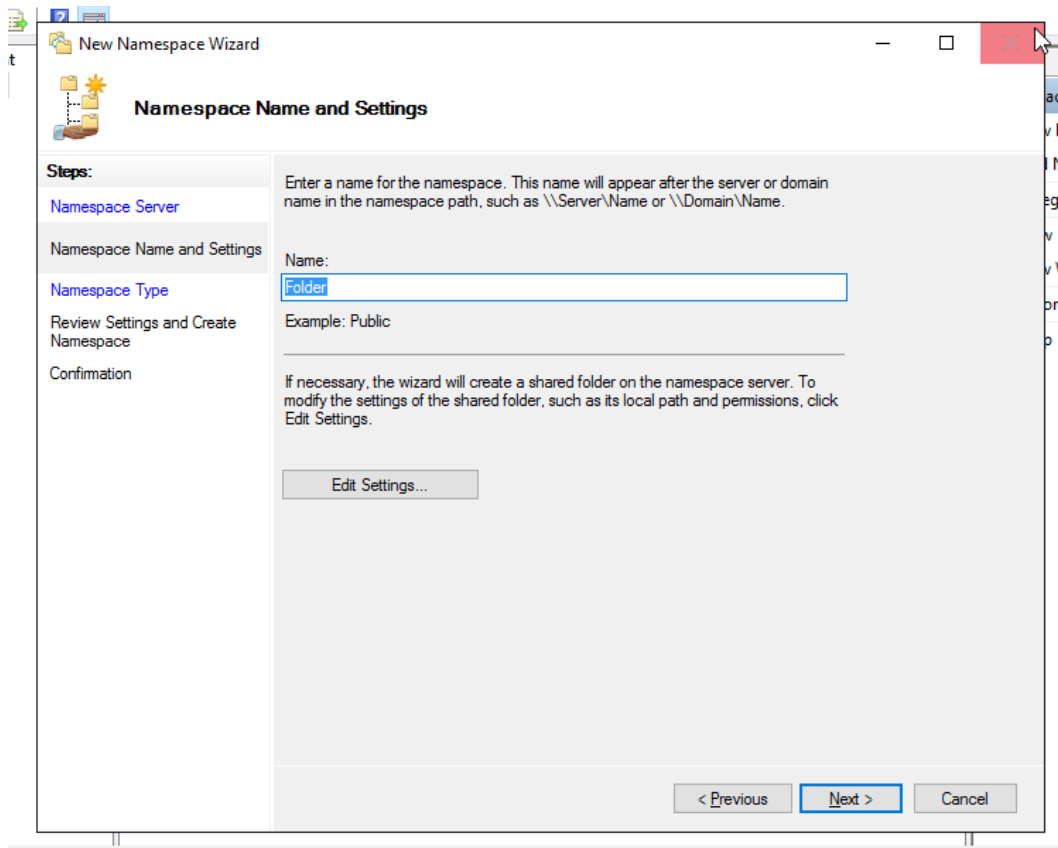 New Namespace Wizard
Namespace Name and Settings
Steps:
Namespace Server
Namespace Name and Settings
Namespace Type
Review Settings and Create
Namespace
Confirmation
Enter a name for the namespace. This name will appear after the server or domain
name in the namespace path, such as \\Server\Name or \\Domain\Name.
Name:
Folder
Example: Public
If necessary, the wizard will create a shared folder on the namespace server. To
modify the settings of the shared folder, such as its local path and permissions, click
Edit Settings.
Edit Settings...
< Previous
Next >
Cancel